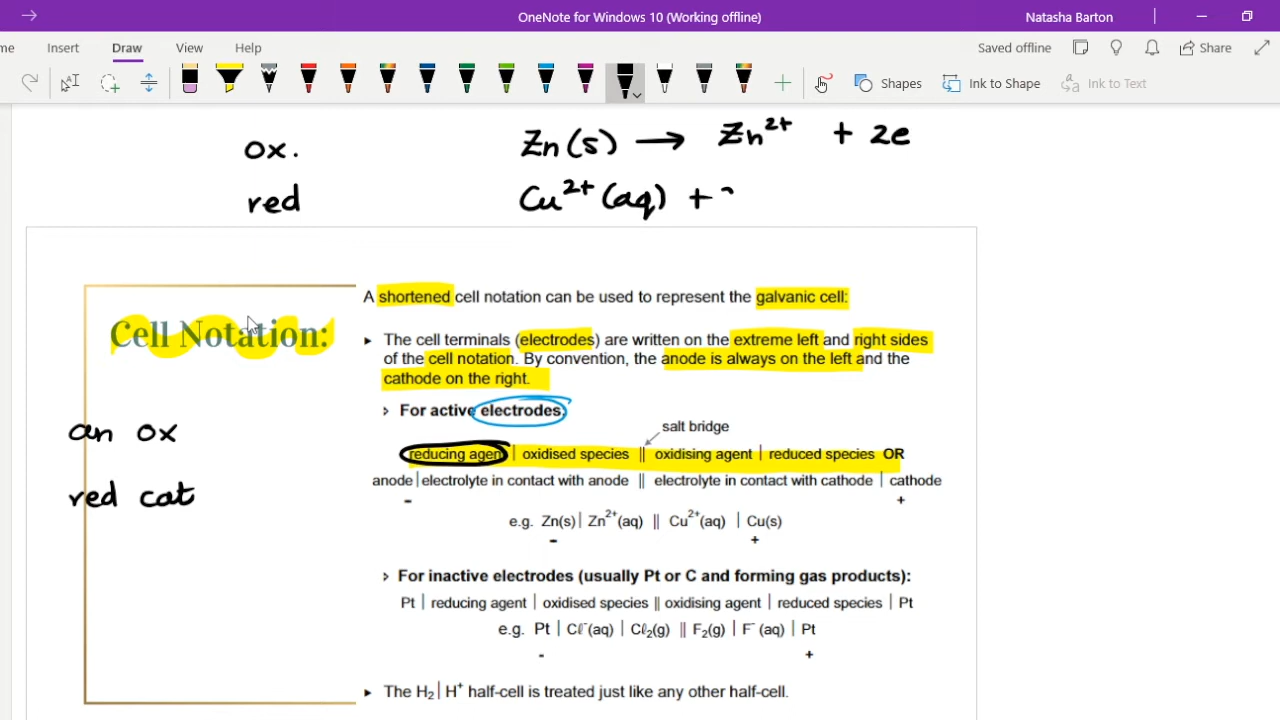 OneNote for Windows 10 (Working offline)
Natasha Barton
me Insert Draw View Help
Saved offline Share
Shapes Ink to Shape Ink to Text
ox. Zn(s) → Zn²⁺ + 2e
red Cu²⁺(aq) +
Cell Notation:
an ox
red cat
A shortened cell notation can be used to represent the galvanic cell:
▸ The cell terminals (electrodes) are written on the extreme left and right sides
of the cell notation. By convention, the anode is always on the left and the
cathode on the right.
For active electrodes.
salt bridge
reducing agent | oxidised species || oxidising agent | reduced species OR
anode | electrolyte in contact with anode || electrolyte in contact with cathode | cathode
- +
e.g. Zn(s) | Zn²⁺(aq) || Cu²⁺(aq) | Cu(s)
- +
For inactive electrodes (usually Pt or C and forming gas products):
Pt | reducing agent | oxidised species || oxidising agent | reduced species | Pt
e.g. Pt | Cℓ⁻(aq) | Cℓ₂(g) || F₂(g) | F⁻ (aq) | Pt
- +
▸ The H₂ | H⁺ half-cell is treated just like any other half-cell.